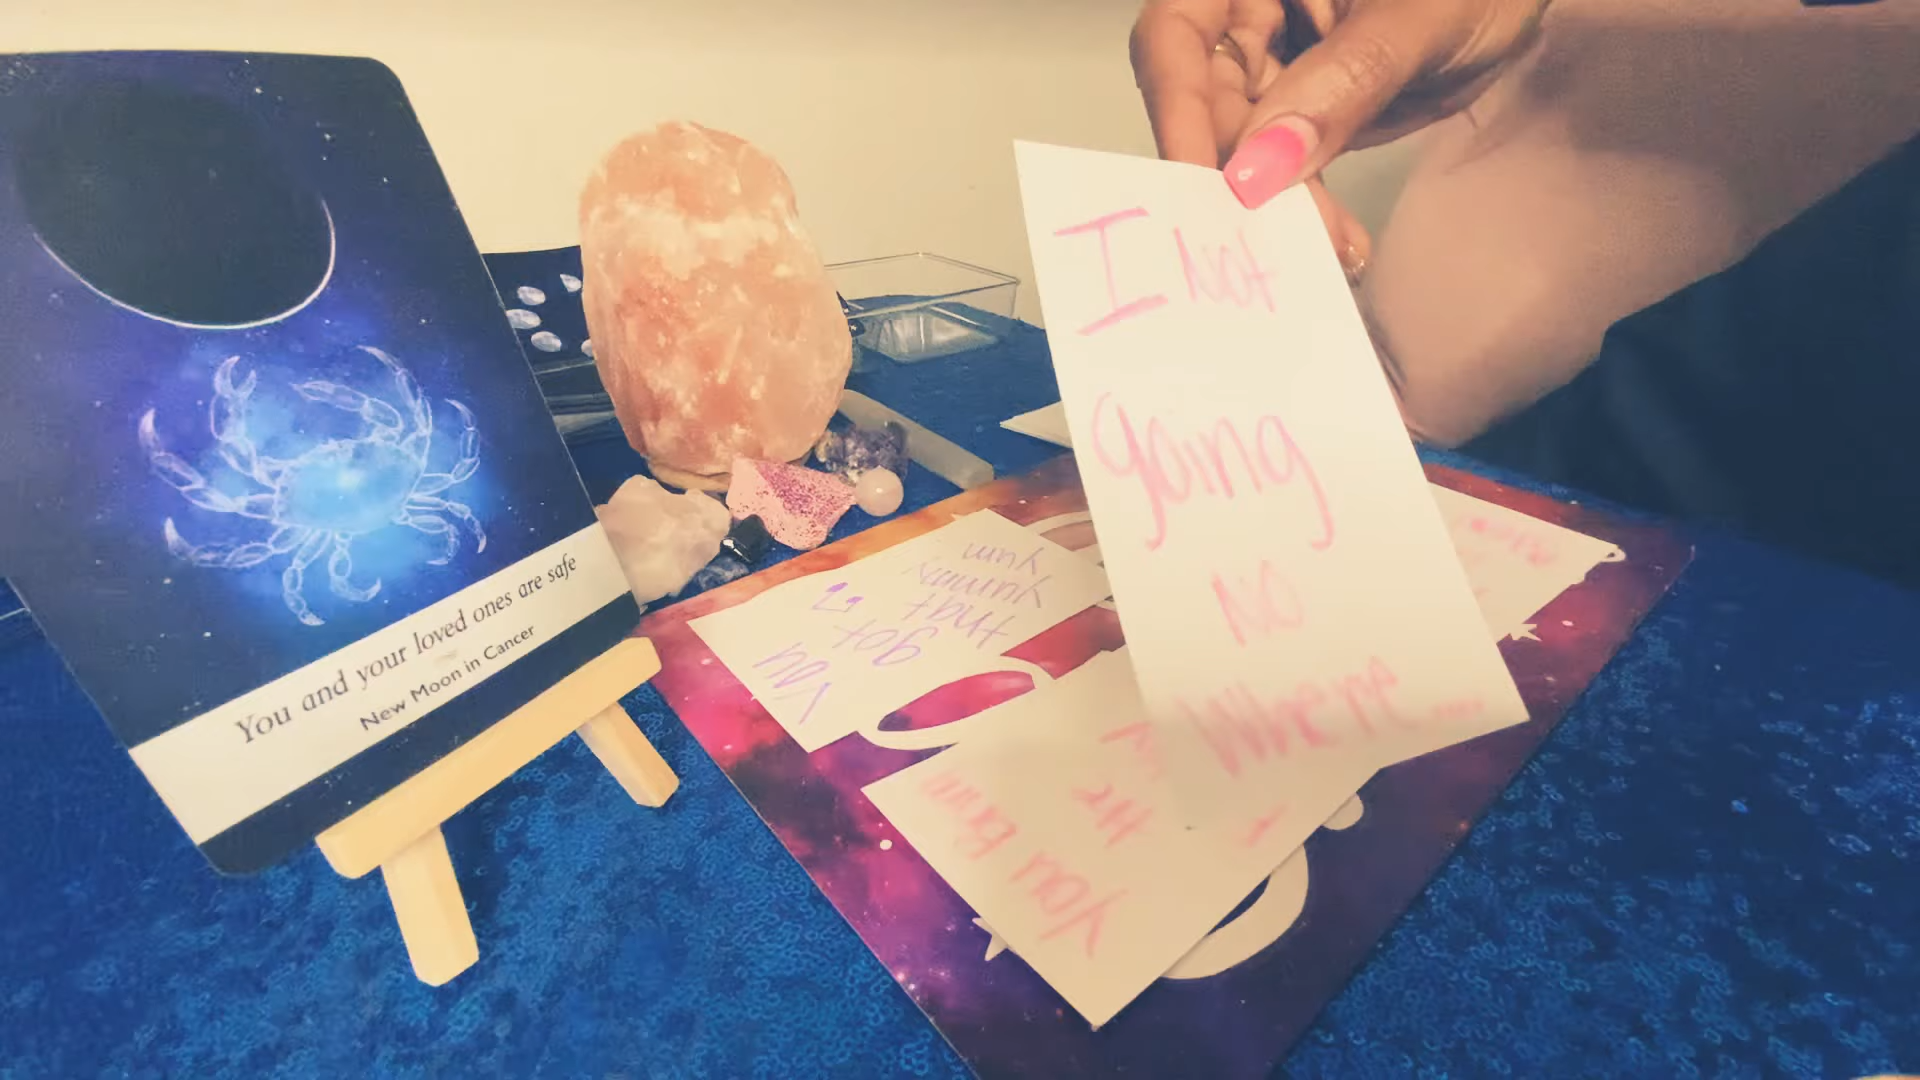 You and your loved ones are safe
New Moon in Cancer
I Not
going
No
Where....
You
got
that
yummy
yum
You Bring